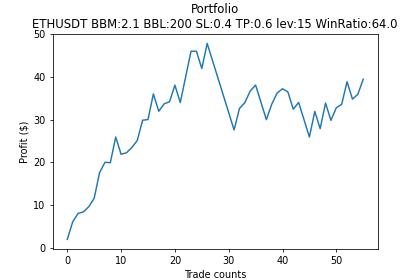 Portfolio
ETHUSDT BBM:2.1 BBL:200 SL:0.4 TP:0.6 lev:15 WinRatio:64.0
50
40
30
20
10
0
Profit ($)
0 10 20 30 40 50
Trade counts